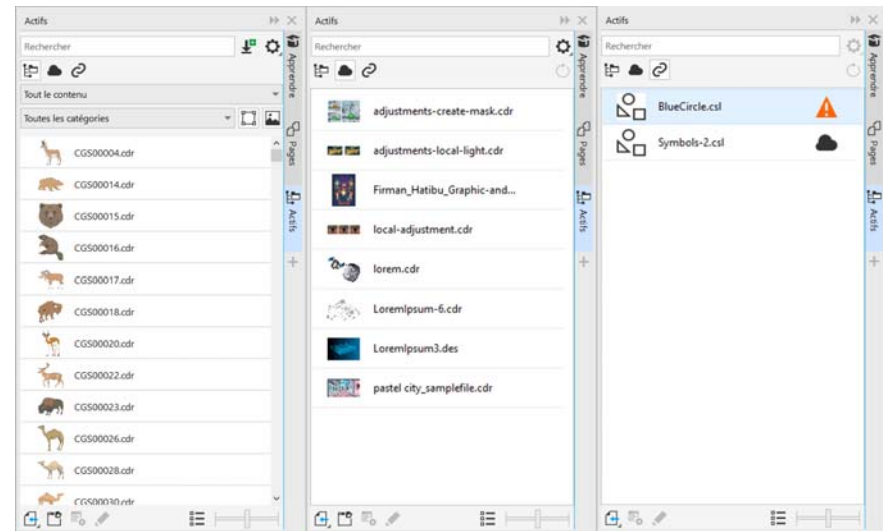 Actifs
Rechercher
Tout le contenu
Toutes les catégories
CGS00004.cdr
CGS00014.cdr
CGS00015.cdr
CGS00016.cdr
CGS00017.cdr
CGS00018.cdr
CGS00020.cdr
CGS00022.cdr
CGS00023.cdr
CGS00026.cdr
CGS00028.cdr
CGS00030.cdr
Apprendre
Pages
Actifs
Actifs
Rechercher
adjustments-create-mask.cdr
adjustments-local-light.cdr
Firman_Hatibu_Graphic-and...
local-adjustment.cdr
lorem.cdr
LoremIpsum-6.cdr
LoremIpsum3.des
pastel city_samplefile.cdr
Apprendre
Pages
Actifs
Actifs
Rechercher
BlueCircle.csl
Symbols-2.csl
Apprendre
Pages
Actifs